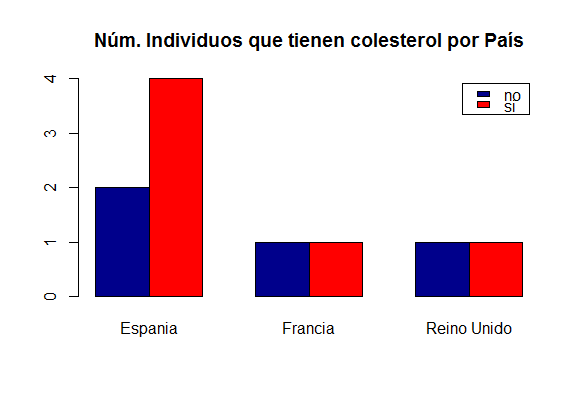 Núm. Individuos que tienen colesterol por País
4
3
2
1
0
no
si
Espania Francia Reino Unido